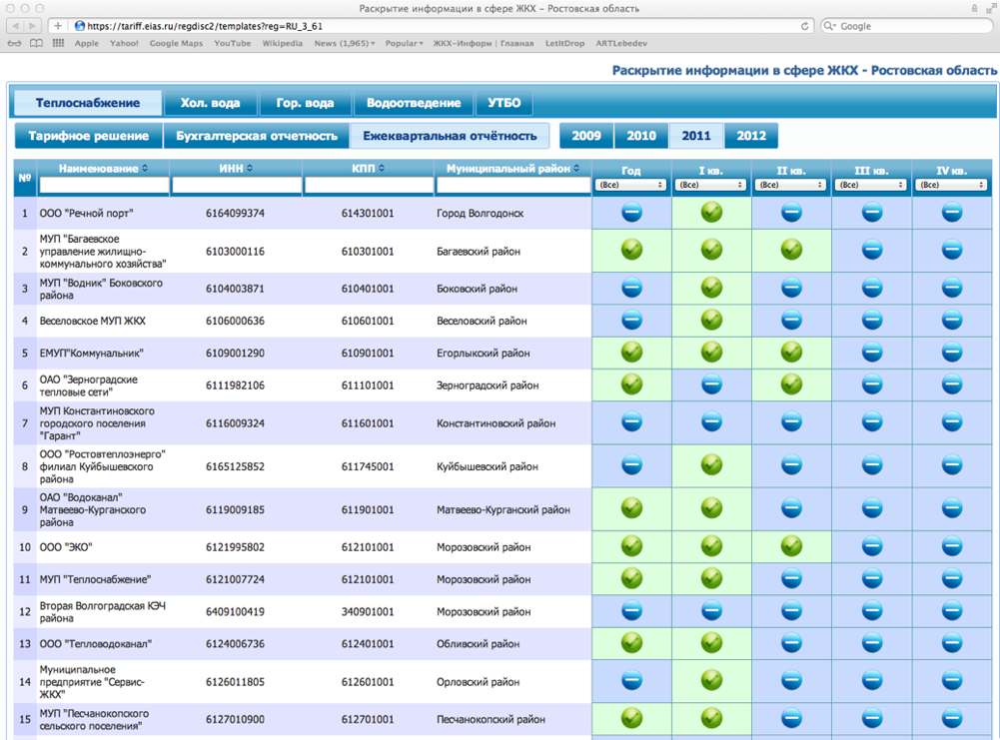 Раскрытие информации в сфере ЖКХ - Ростовская область
https://tariff.eias.ru/regdisc2/templates?reg=RU_3_61
Google
Apple Yahoo! Google Maps YouTube Wikipedia News (1,965) Popular ЖКХ-Информ | Главная LetItDrop ARTLebedev
Раскрытие информации в сфере ЖКХ - Ростовская область
Теплоснабжение Хол. вода Гор. вода Водоотведение УТБО
Тарифное решение Бухгалтерская отчетность Ежеквартальная отчётность 2009 2010 2011 2012
№ Наименование ИНН КПП Муниципальный район Год I кв. II кв. III кв. IV кв.
(Все) (Все) (Все) (Все) (Все)
1 ООО "Речной порт" 6164099374 614301001 Город Волгодонск
МУП "Багаевское
2 управление жилищно- 6103000116 610301001 Багаевский район
коммунального хозяйства"
3 МУП "Водник" Боковского 6104003871 610401001 Боковский район
района
4 Веселовское МУП ЖКХ 6106000636 610601001 Веселовский район
5 ЕМУП"Коммунальник" 6109001290 610901001 Егорлыкский район
6 ОАО "Зерноградские 6111982106 611101001 Зерноградский район
тепловые сети"
МУП Константиновского
7 городского поселения 6116009324 611601001 Константиновский район
"Гарант"
ООО "Ростовтеплоэнерго"
8 филиал Куйбышевского 6165125852 611745001 Куйбышевский район
района
ОАО "Водоканал"
9 Матвеево-Курганского 6119009185 611901001 Матвеево-Курганский район
района
10 ООО "ЭКО" 6121995802 612101001 Морозовский район
11 МУП "Теплоснабжение" 6121007724 612101001 Морозовский район
12 Вторая Волгоградская КЭЧ 6409100419 340901001 Морозовский район
района
13 ООО "Тепловодоканал" 6124006736 612401001 Обливский район
Муниципальное
14 предприятие "Сервис- 6126011805 612601001 Орловский район
ЖКХ"
15 МУП "Песчанокопского 6127010900 612701001 Песчанокопский район
сельского поселения"